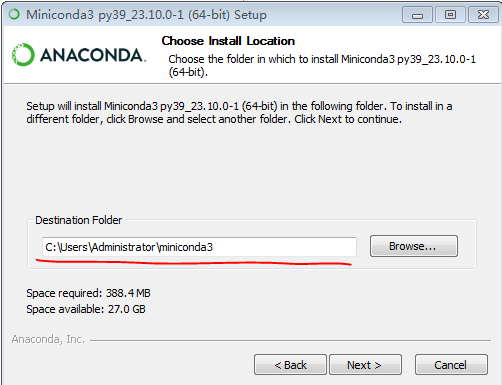 Miniconda3 py39_23.10.0-1 (64-bit) Setup
ANACONDA.
Choose Install Location
Choose the folder in which to install Miniconda3 py39_23.10.0-1
(64-bit).
Setup will install Miniconda3 py39_23.10.0-1 (64-bit) in the following folder. To install in a
different folder, click Browse and select another folder. Click Next to continue.
Destination Folder
C:\Users\Administrator\miniconda3
Browse...
Space required: 388.4 MB
Space available: 27.0 GB
Anaconda, Inc.
< Back
Next >
Cancel